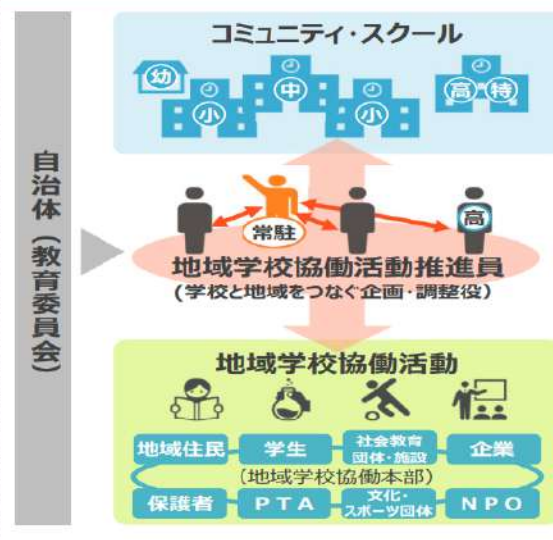 自治体（教育委員会）
コミュニティ・スクール
幼
小
中
小
高
特
常駐
高
地域学校協働活動推進員
(学校と地域をつなぐ企画・調整役)
地域学校協働活動
地域住民
学生
社会教育
団体・施設
企業
(地域学校協働本部)
保護者
PTA
文化・
スポーツ団体
NPO